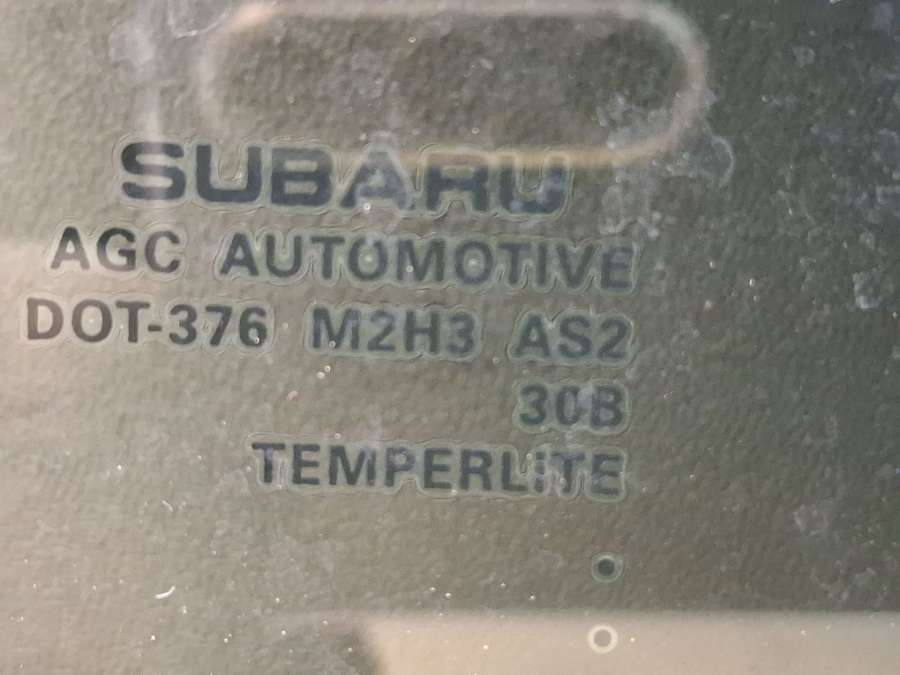 SUBARU
AGC AUTOMOTIVE
DOT-376 M2H3 AS2
30B
TEMPERLITE